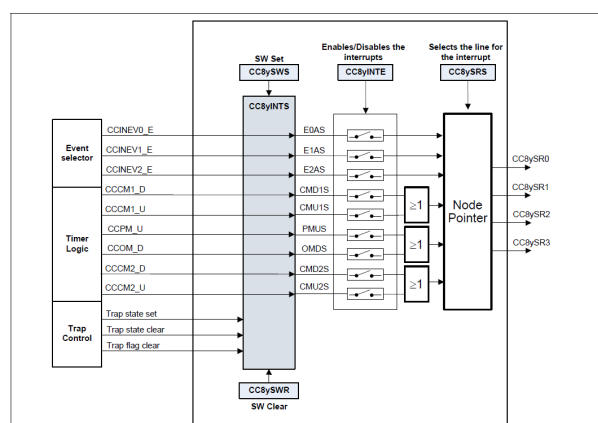 SW Set
CC8ySWS
Enables/Disables the
interrupts
CC8yINTE
Selects the line for
the interrupt
CC8ySRS
CC8yINTS
Event
selector
CCINEV0_E
CCINEV1_E
CCINEV2_E
E0AS
E1AS
E2AS
Timer
Logic
CCCM1_D
CCCM1_U
CCPM_U
CCOM_D
CCCM2_D
CCCM2_U
CMD1S
CMU1S
PMUS
OMDS
CMD2S
CMU2S
≥1
≥1
≥1
Node
Pointer
CC8ySR0
CC8ySR1
CC8ySR2
CC8ySR3
Trap
Control
Trap state set
Trap state clear
Trap flag clear
CC8ySWR
SW Clear